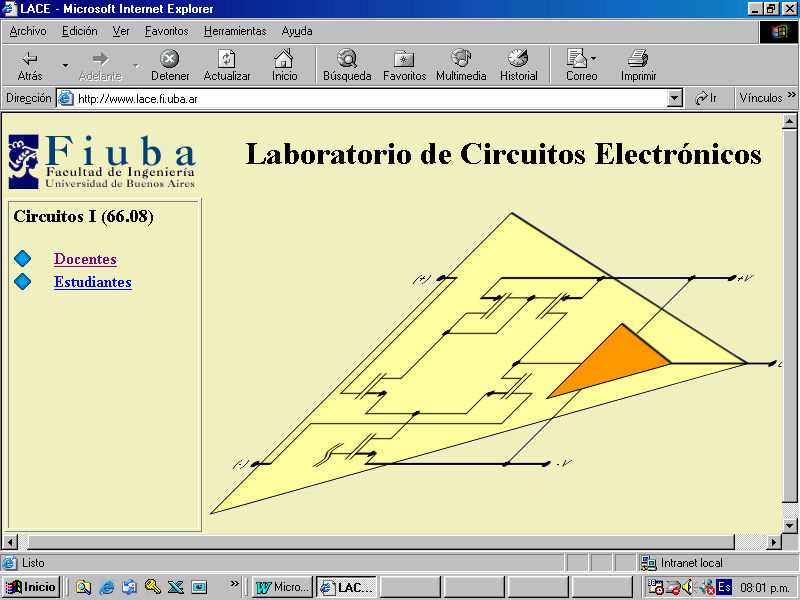 LACE - Microsoft Internet Explorer
Archivo Edición Ver Favoritos Herramientas Ayuda
Atrás Adelante Detener Actualizar Inicio Búsqueda Favoritos Multimedia Historial Correo Imprimir
Dirección http://www.lace.fi.uba.ar Ir Vínculos »
Fiuba
Facultad de Ingeniería
Universidad de Buenos Aires
Laboratorio de Circuitos Electrónicos
Circuitos I (66.08)
Docentes
Estudiantes
(+) +V
(-) -V
Listo Intranet local
Inicio » Micro... LAC... Es 08:01 p.m.